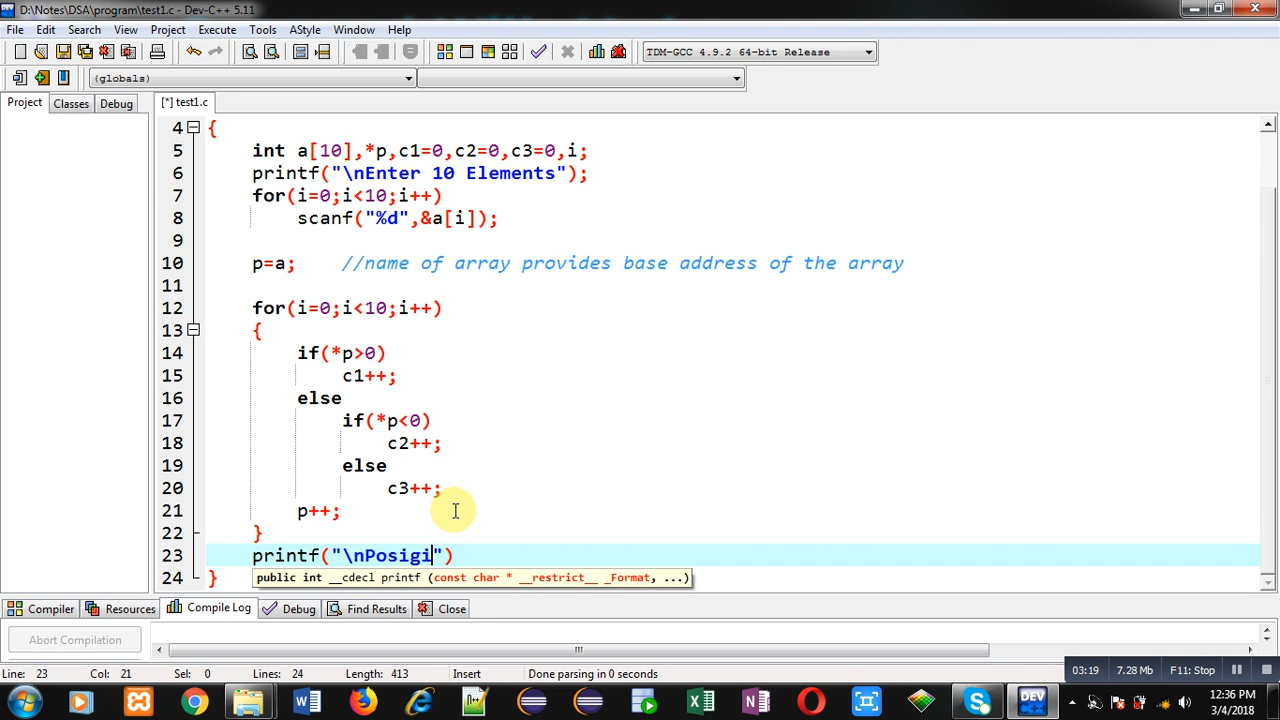 D:\Notes\DSA\program\test1.c - Dev-C++ 5.11
File Edit Search View Project Execute Tools AStyle Window Help
TDM-GCC 4.9.2 64-bit Release
(globals)
Project Classes Debug [*] test1.c
4 {
5 int a[10],*p,c1=0,c2=0,c3=0,i;
6 printf("\nEnter 10 Elements");
7 for(i=0;i<10;i++)
8 scanf("%d",&a[i]);
9
10 p=a; //name of array provides base address of the array
11
12 for(i=0;i<10;i++)
13 {
14 if(*p>0)
15 c1++;
16 else
17 if(*p<0)
18 c2++;
19 else
20 c3++;
21 p++;
22 }
23 printf("\nPosigi")
24 }
public int __cdecl printf (const char * __restrict__ _Format, ...)
Compiler Resources Compile Log Debug Find Results Close
Abort Compilation
Line: 23 Col: 21 Sel: 0 Lines: 24 Length: 413 Insert Done parsing in 0 seconds
03:19 7.28 Mb F11: Stop
12:36 PM
3/4/2018